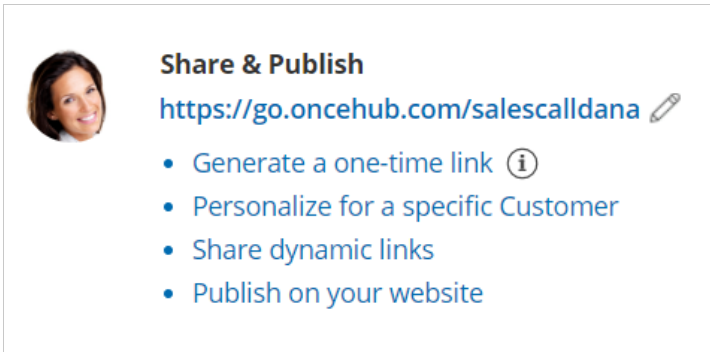 Share & Publish
https://go.oncehub.com/salescalldana
• Generate a one-time link i
• Personalize for a specific Customer
• Share dynamic links
• Publish on your website